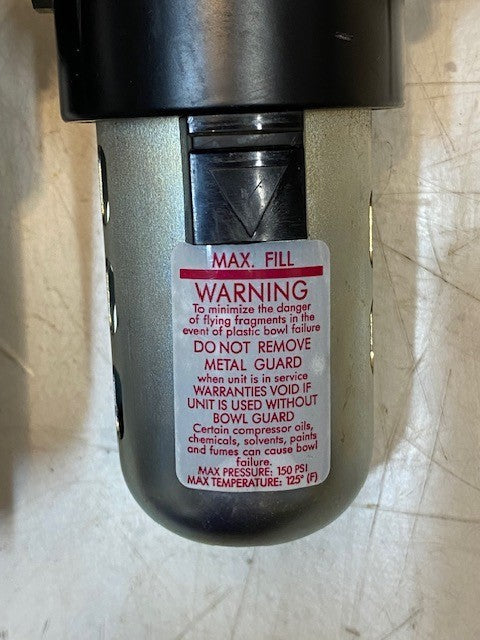 MAX. FILL
WARNING
To minimize the danger
of flying fragments in the
event of plastic bowl failure
DO NOT REMOVE
METAL GUARD
when unit is in service
WARRANTIES VOID IF
UNIT IS USED WITHOUT
BOWL GUARD
Certain compressor oils,
chemicals, solvents, paints
and fumes can cause bowl
failure.
MAX PRESSURE: 150 PSI
MAX TEMPERATURE: 125° (F)